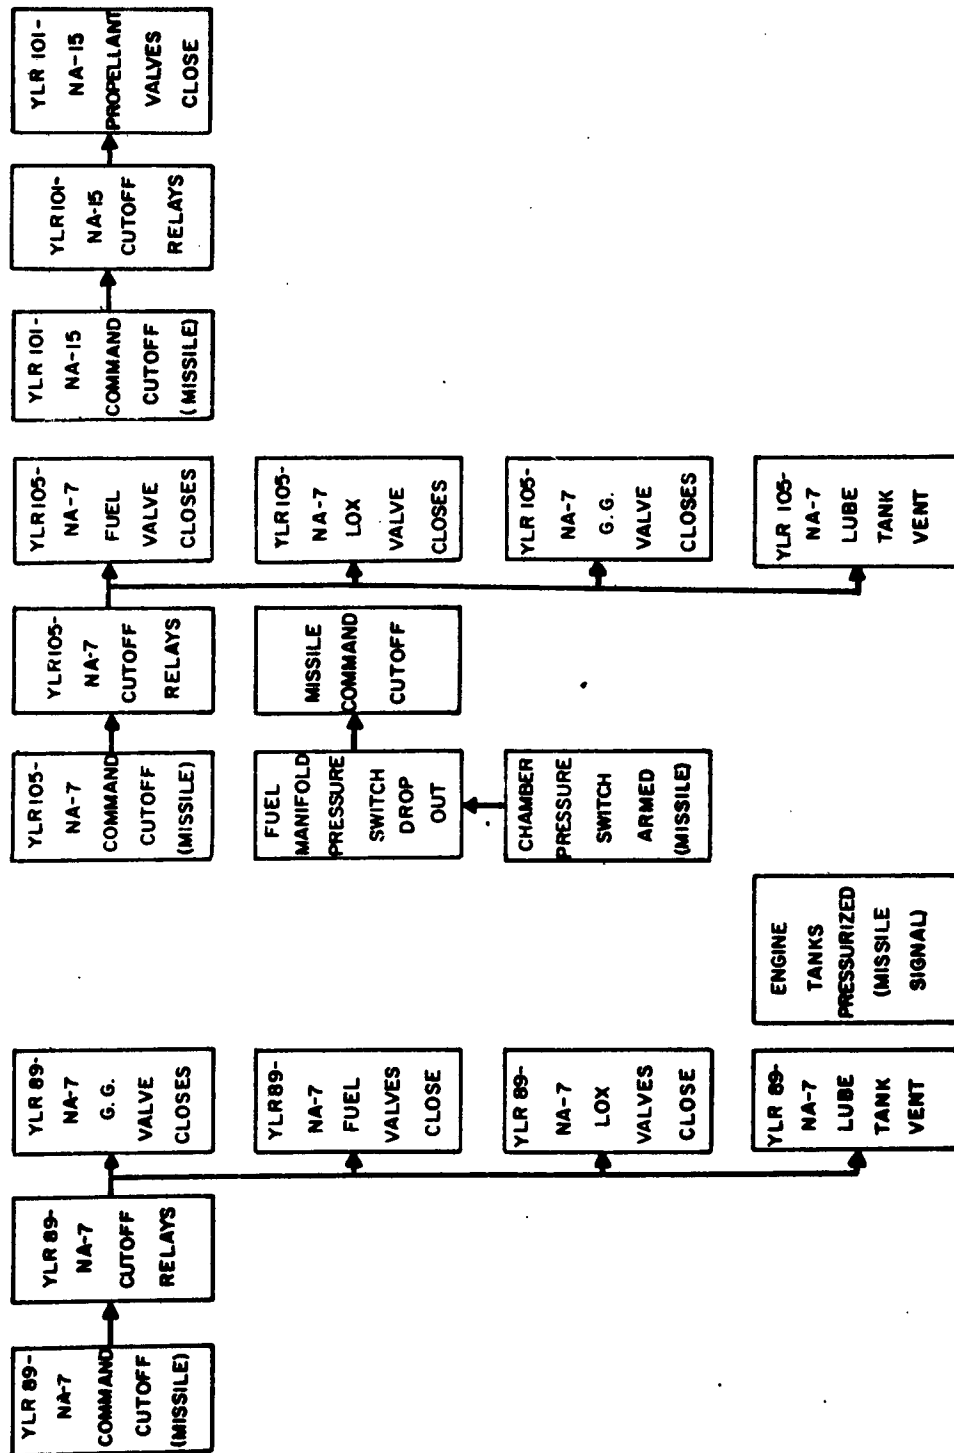 YLR 89-
NA-7
COMMAND
CUTOFF
(MISSILE)
YLR 89-
NA-7
CUTOFF
RELAYS
YLR 89-
NA-7
G.G.
VALVE
CLOSES
YLR105-
NA-7
COMMAND
CUTOFF
(MISSILE)
YLR105-
NA-7
CUTOFF
RELAYS
YLR105-
NA-7
FUEL
VALVE
CLOSES
YLR 101-
NA-15
COMMAND
CUTOFF
(MISSILE)
YLR101-
NA-15
CUTOFF
RELAYS
YLR 101-
NA-15
PROPELLANT
VALVES
CLOSE
YLR89-
NA-7
FUEL
VALVES
CLOSE
FUEL
MANIFOLD
PRESSURE
SWITCH
DROP
OUT
MISSILE
COMMAND
CUTOFF
YLR105-
NA-7
LOX
VALVE
CLOSES
YLR 89-
NA-7
LOX
VALVES
CLOSE
CHAMBER
PRESSURE
SWITCH
ARMED
(MISSILE)
YLR 105-
NA-7
G.G.
VALVE
CLOSES
YLR 89-
NA-7
LUBE
TANK
VENT
ENGINE
TANKS
PRESSURIZED
(MISSILE
SIGNAL)
YLR 105-
NA-7
LUBE
TANK
VENT